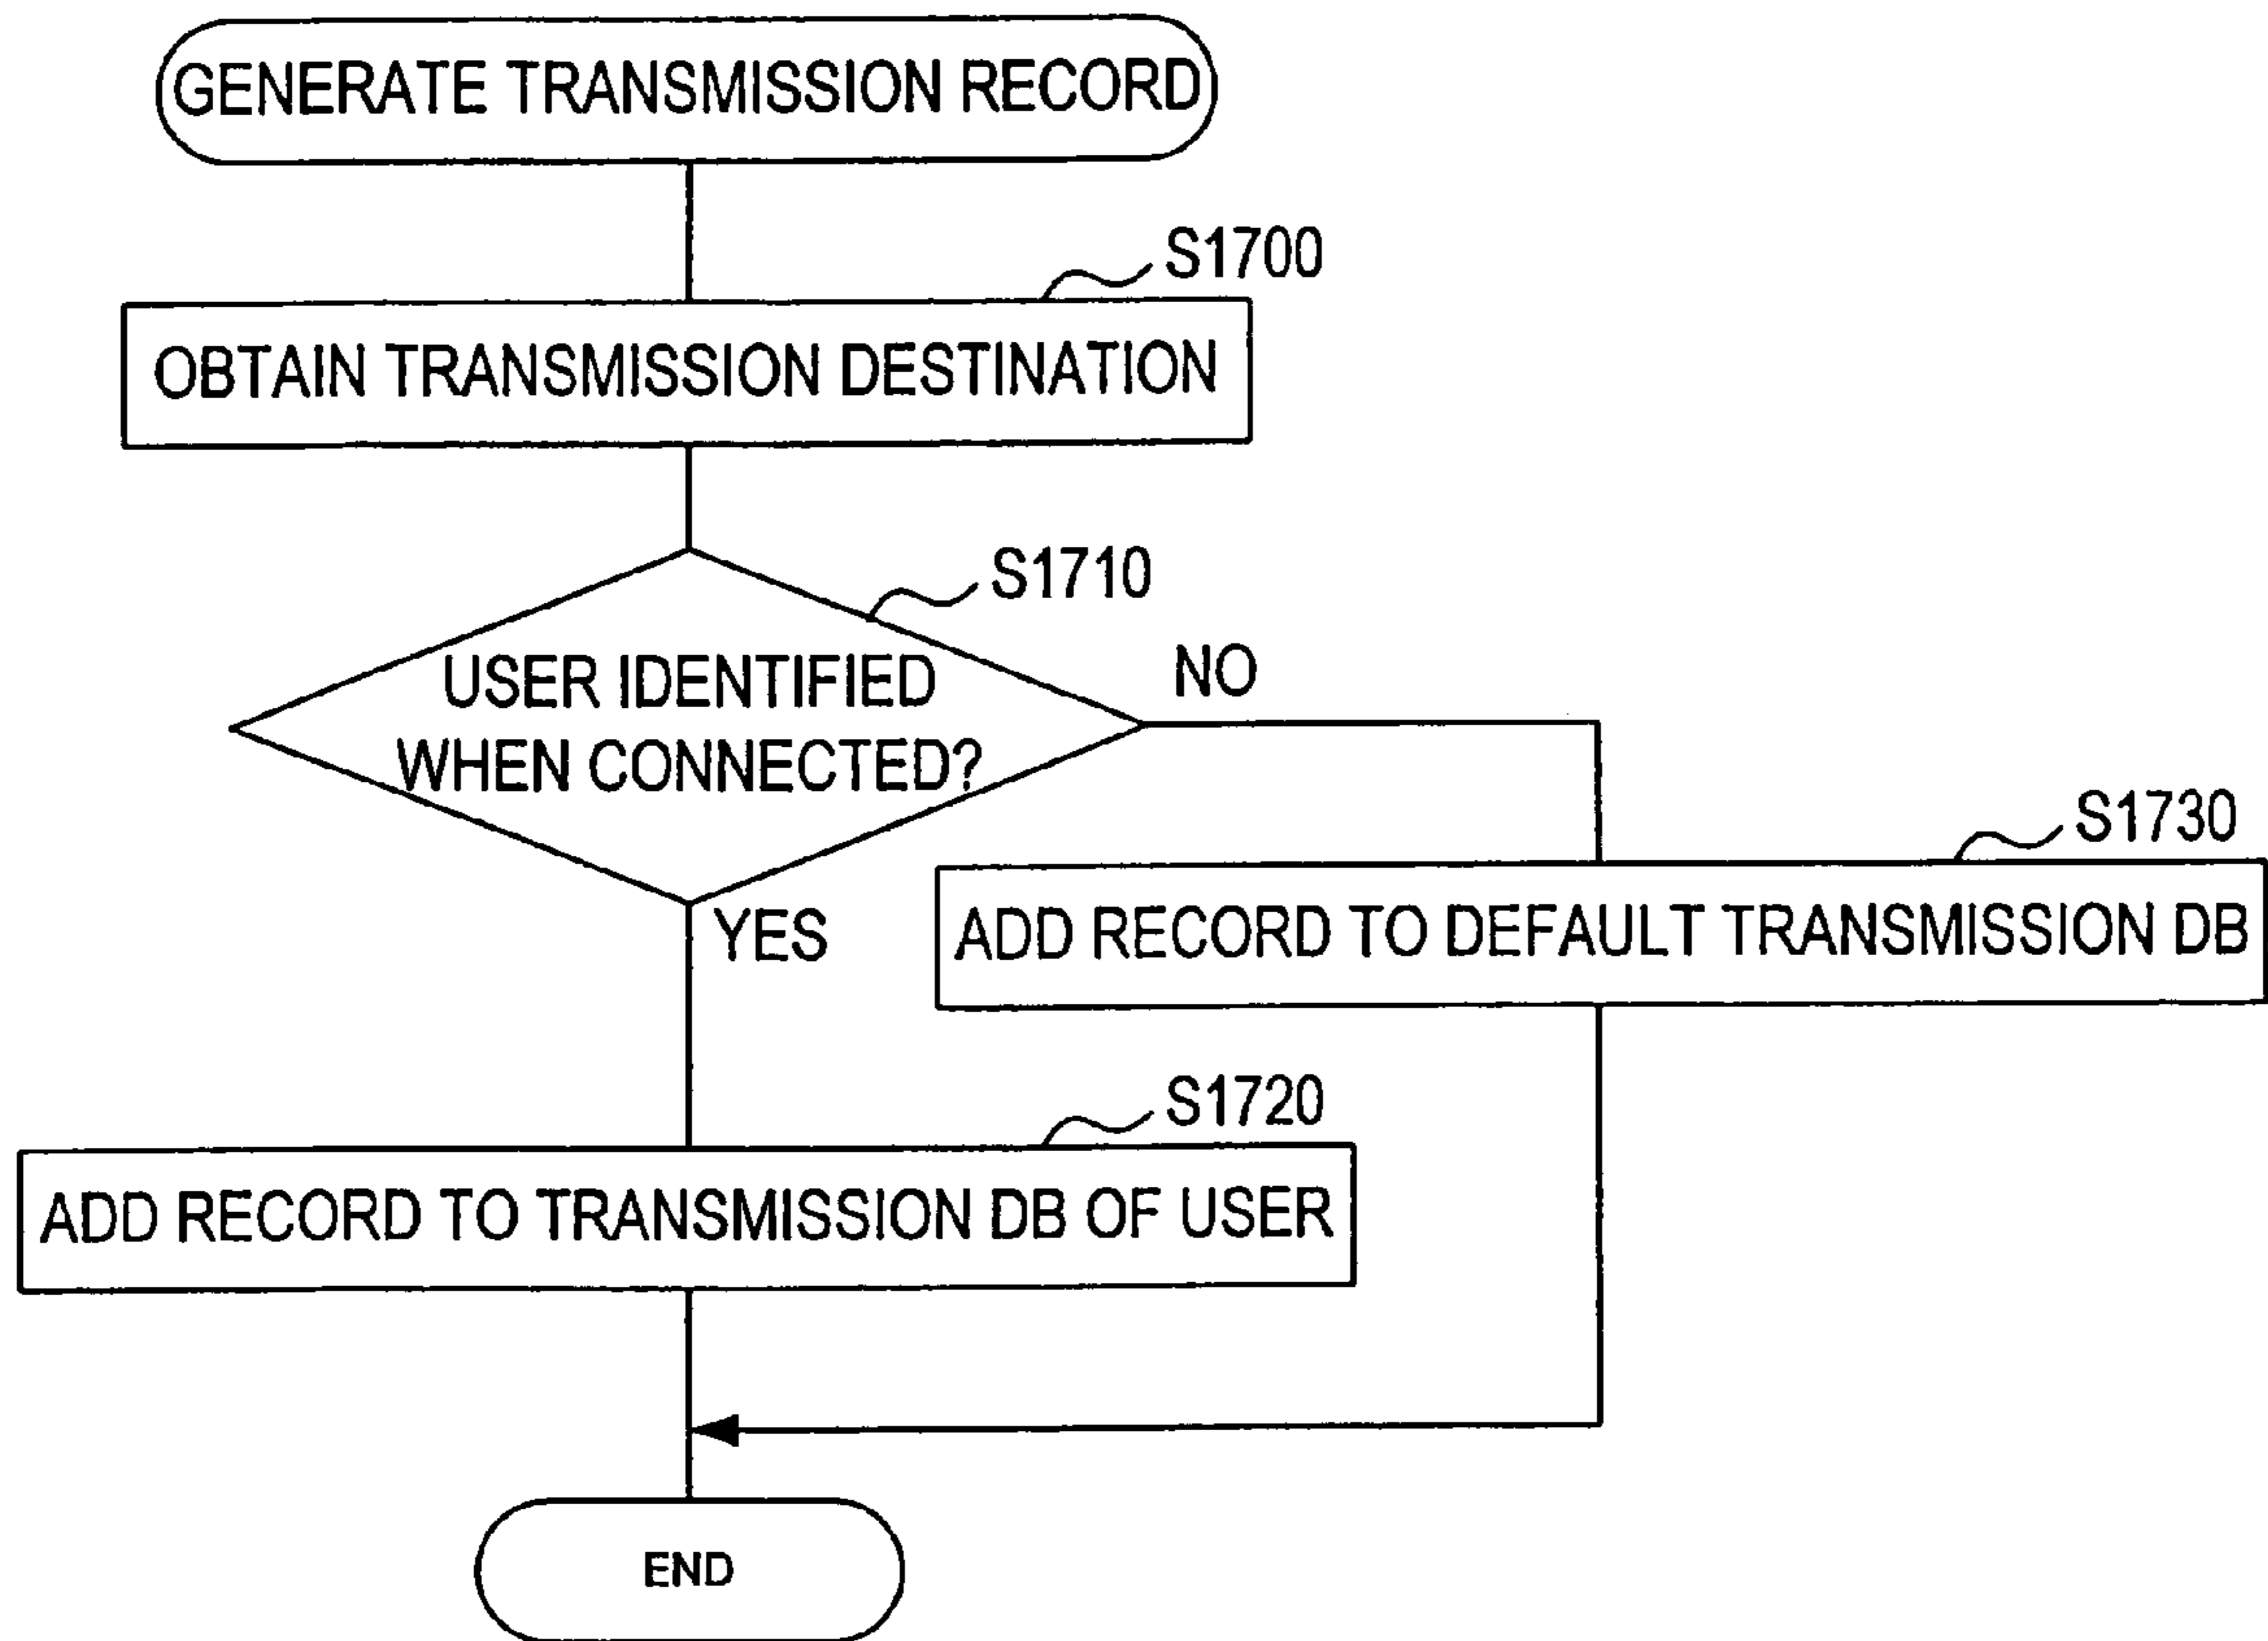 GENERATE TRANSMISSION RECORD
S1700
OBTAIN TRANSMISSION DESTINATION
S1710
USER IDENTIFIED
WHEN CONNECTED?
NO
YES
S1730
ADD RECORD TO DEFAULT TRANSMISSION DB
S1720
ADD RECORD TO TRANSMISSION DB OF USER
END